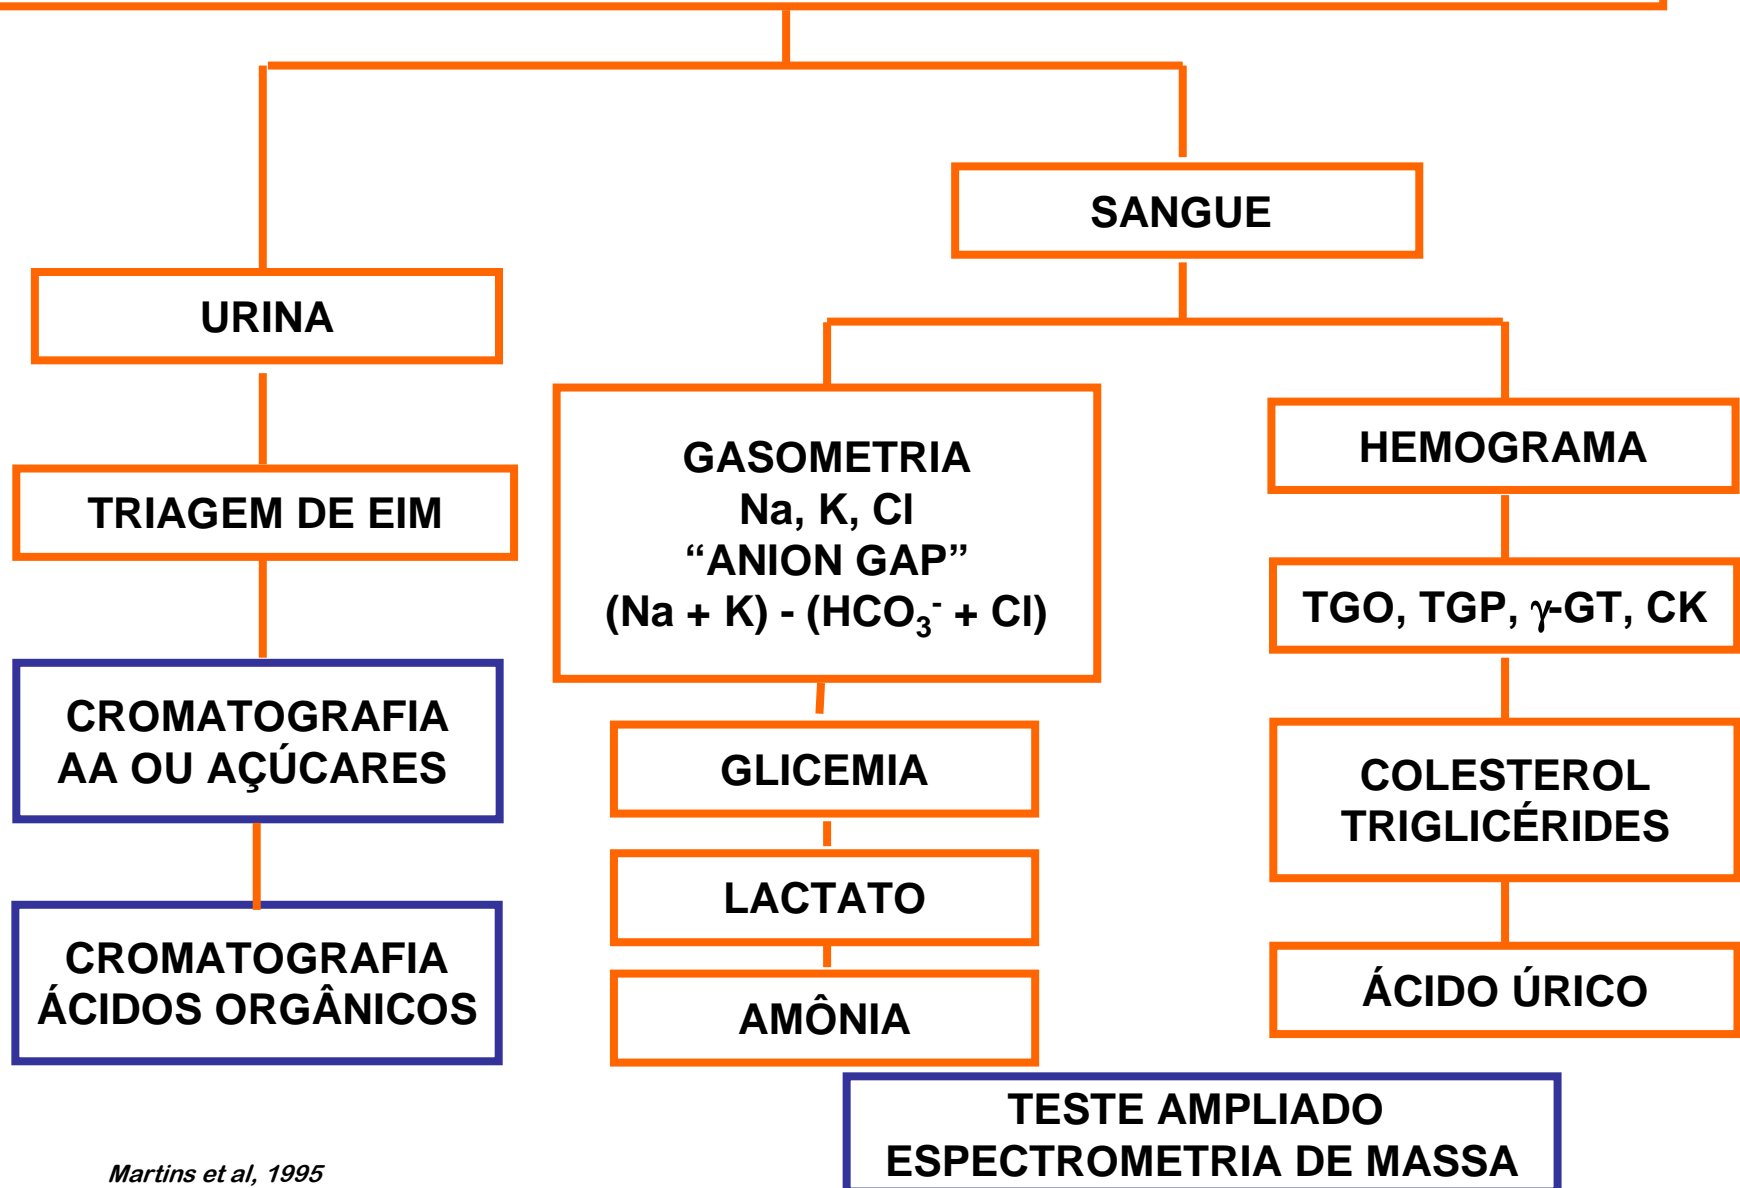 SANGUE
URINA
TRIAGEM DE EIM
CROMATOGRAFIA
AA OU AÇÚCARES
CROMATOGRAFIA
ÁCIDOS ORGÂNICOS
GASOMETRIA
Na, K, Cl
“ANION GAP”
(Na + K) - (HCO₃⁻ + Cl)
GLICEMIA
LACTATO
AMÔNIA
HEMOGRAMA
TGO, TGP, γ-GT, CK
COLESTEROL
TRIGLICÉRIDES
ÁCIDO ÚRICO
TESTE AMPLIADO
ESPECTROMETRIA DE MASSA
Martins et al, 1995